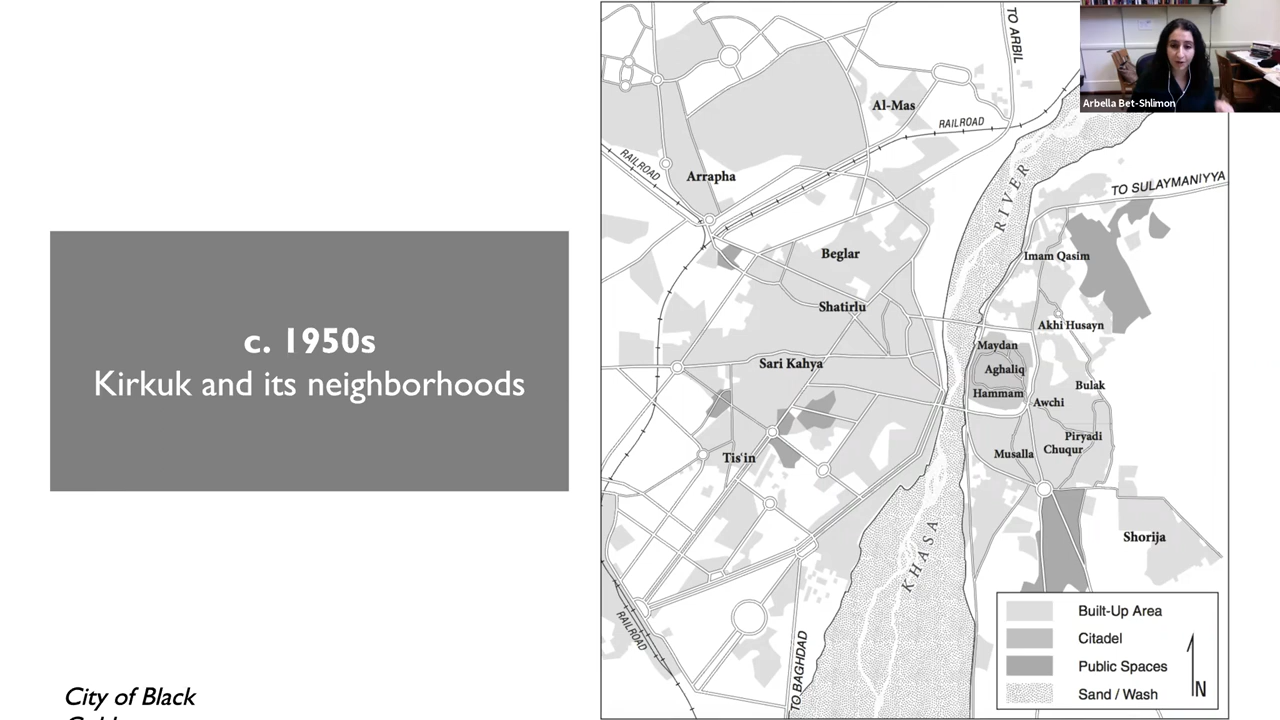 c. 1950s
Kirkuk and its neighborhoods
City of Black
TO ARBIL
Arbella Bet-Shlimon
Al-Mas
RAILROAD
RAILROAD
Arrapha
RIVER
TO SULAYMANIYYA
Beglar
Imam Qasim
Shatirlu
Akhi Husayn
Maydan
Sari Kahya
Aghaliq
Bulak
Hammam
Awchi
Piryadi
Chuqur
Musalla
Tis'in
Shorija
KHASA
RAILROAD
TO BAGHDAD
Built-Up Area
Citadel
Public Spaces
Sand / Wash
N